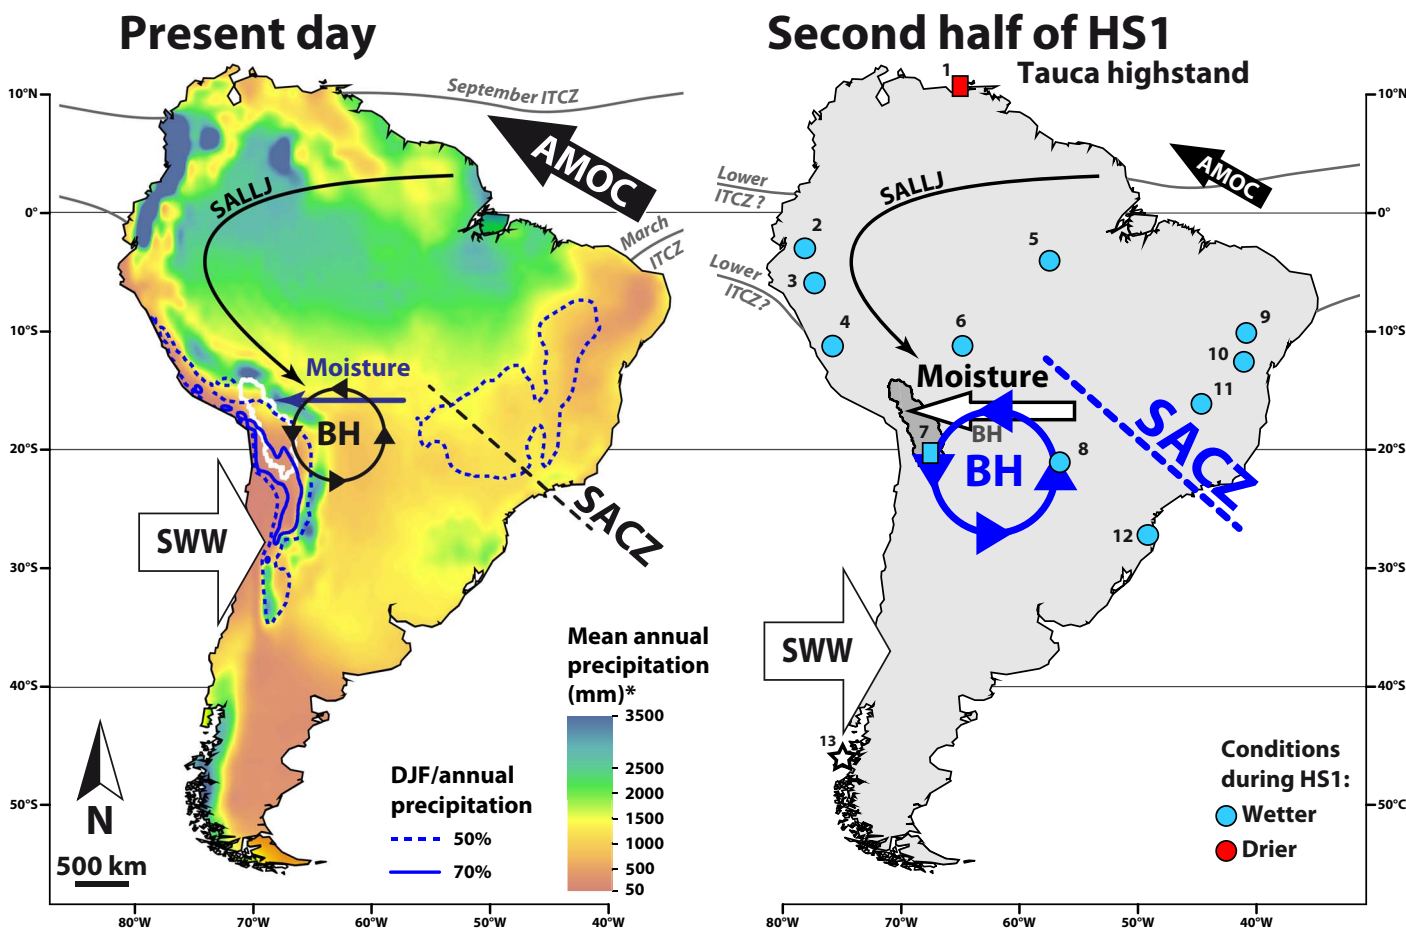 Present day
10°N
0°
10°S
20°S
30°S
40°S
50°S
September ITCZ
AMOC
SALLJ
March
ITCZ
Moisture
BH
SACZ
SWW
N
500 km
DJF/annual
precipitation
50%
70%
Mean annual
precipitation
(mm)*
3500
2500
2000
1500
1000
500
50
80°W
70°W
60°W
50°W
40°W
Second half of HS1
Tauca highstand
1
Lower
ITCZ ?
AMOC
SALLJ
2
3
4
5
6
Lower
ITCZ ?
9
10
11
Moisture
7
BH
BH
8
SACZ
12
SWW
13
Conditions
during HS1:
Wetter
Drier
10°N
0°
10°S
20°S
30°S
40°S
50°C
80°W
70°W
60°W
50°W
40°W